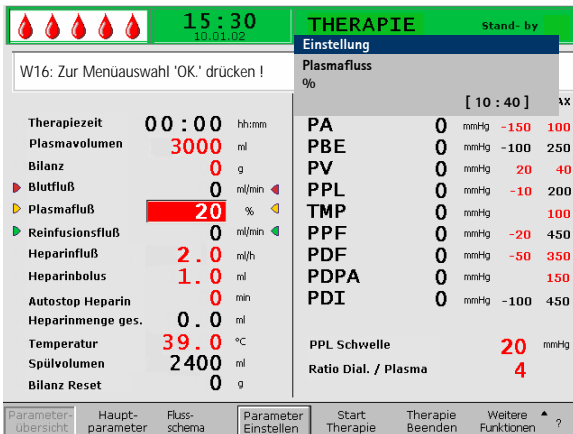 15:30
10.01.02
THERAPIE Stand- by
Einstellung
Plasmafluss
%
[ 10 : 40 ]
W16: Zur Menüauswahl 'OK.' drücken !
Therapiezeit 00:00 hh:mm
Plasmavolumen 3000 ml
Bilanz 0 g
Blutfluß 0 ml/min
Plasmafluß 20 %
Reinfusionsfluß 0 ml/min
Heparinfluß 2.0 ml/h
Heparinbolus 1.0 ml
Autostop Heparin 0 min
Heparinmenge ges. 0.0 ml
Temperatur 39.0 °C
Spülvolumen 2400 ml
Bilanz Reset 0 g
PA 0 mmHg -150 100
PBE 0 mmHg -100 250
PV 0 mmHg 20 40
PPL 0 mmHg -10 200
TMP 0 mmHg 100
PPF 0 mmHg -20 450
PDF 0 mmHg -50 350
PDPA 0 mmHg 150
PDI 0 mmHg -100 450
PPL Schwelle 20 mmHg
Ratio Dial. / Plasma 4
Parameter-
übersicht
Haupt-
parameter
Fluss-
schema
Parameter
Einstellen
Start
Therapie
Therapie
Beenden
Weitere
Funktionen
?